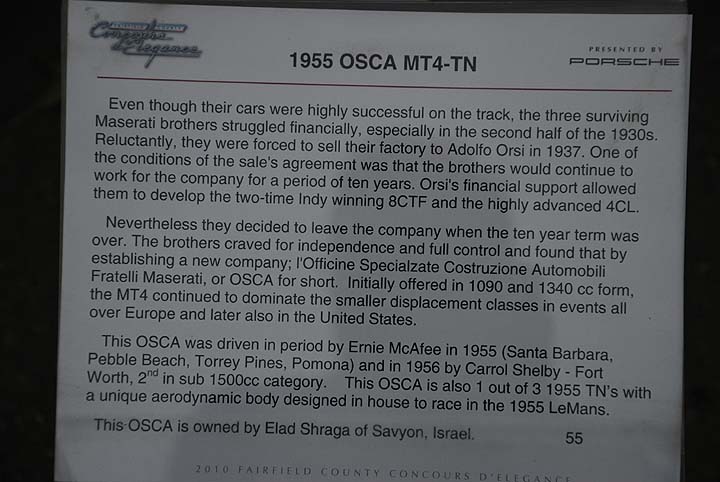 FAIRFIELD COUNTY
Concours
d'Elegance
1955 OSCA MT4-TN
PRESENTED BY
PORSCHE
Even though their cars were highly successful on the track, the three surviving
Maserati brothers struggled financially, especially in the second half of the 1930s.
Reluctantly, they were forced to sell their factory to Adolfo Orsi in 1937. One of
the conditions of the sale's agreement was that the brothers would continue to
work for the company for a period of ten years. Orsi's financial support allowed
them to develop the two-time Indy winning 8CTF and the highly advanced 4CL.
Nevertheless they decided to leave the company when the ten year term was
over. The brothers craved for independence and full control and found that by
establishing a new company; l'Officine Specialzate Costruzione Automobili
Fratelli Maserati, or OSCA for short. Initially offered in 1090 and 1340 cc form,
the MT4 continued to dominate the smaller displacement classes in events all
over Europe and later also in the United States.
This OSCA was driven in period by Ernie McAfee in 1955 (Santa Barbara,
Pebble Beach, Torrey Pines, Pomona) and in 1956 by Carrol Shelby - Fort
Worth, 2nd in sub 1500cc category. This OSCA is also 1 out of 3 1955 TN's with
a unique aerodynamic body designed in house to race in the 1955 LeMans.
This OSCA is owned by Elad Shraga of Savyon, Israel. 55
2010 FAIRFIELD COUNTY CONCOURS D'ELEGANCE